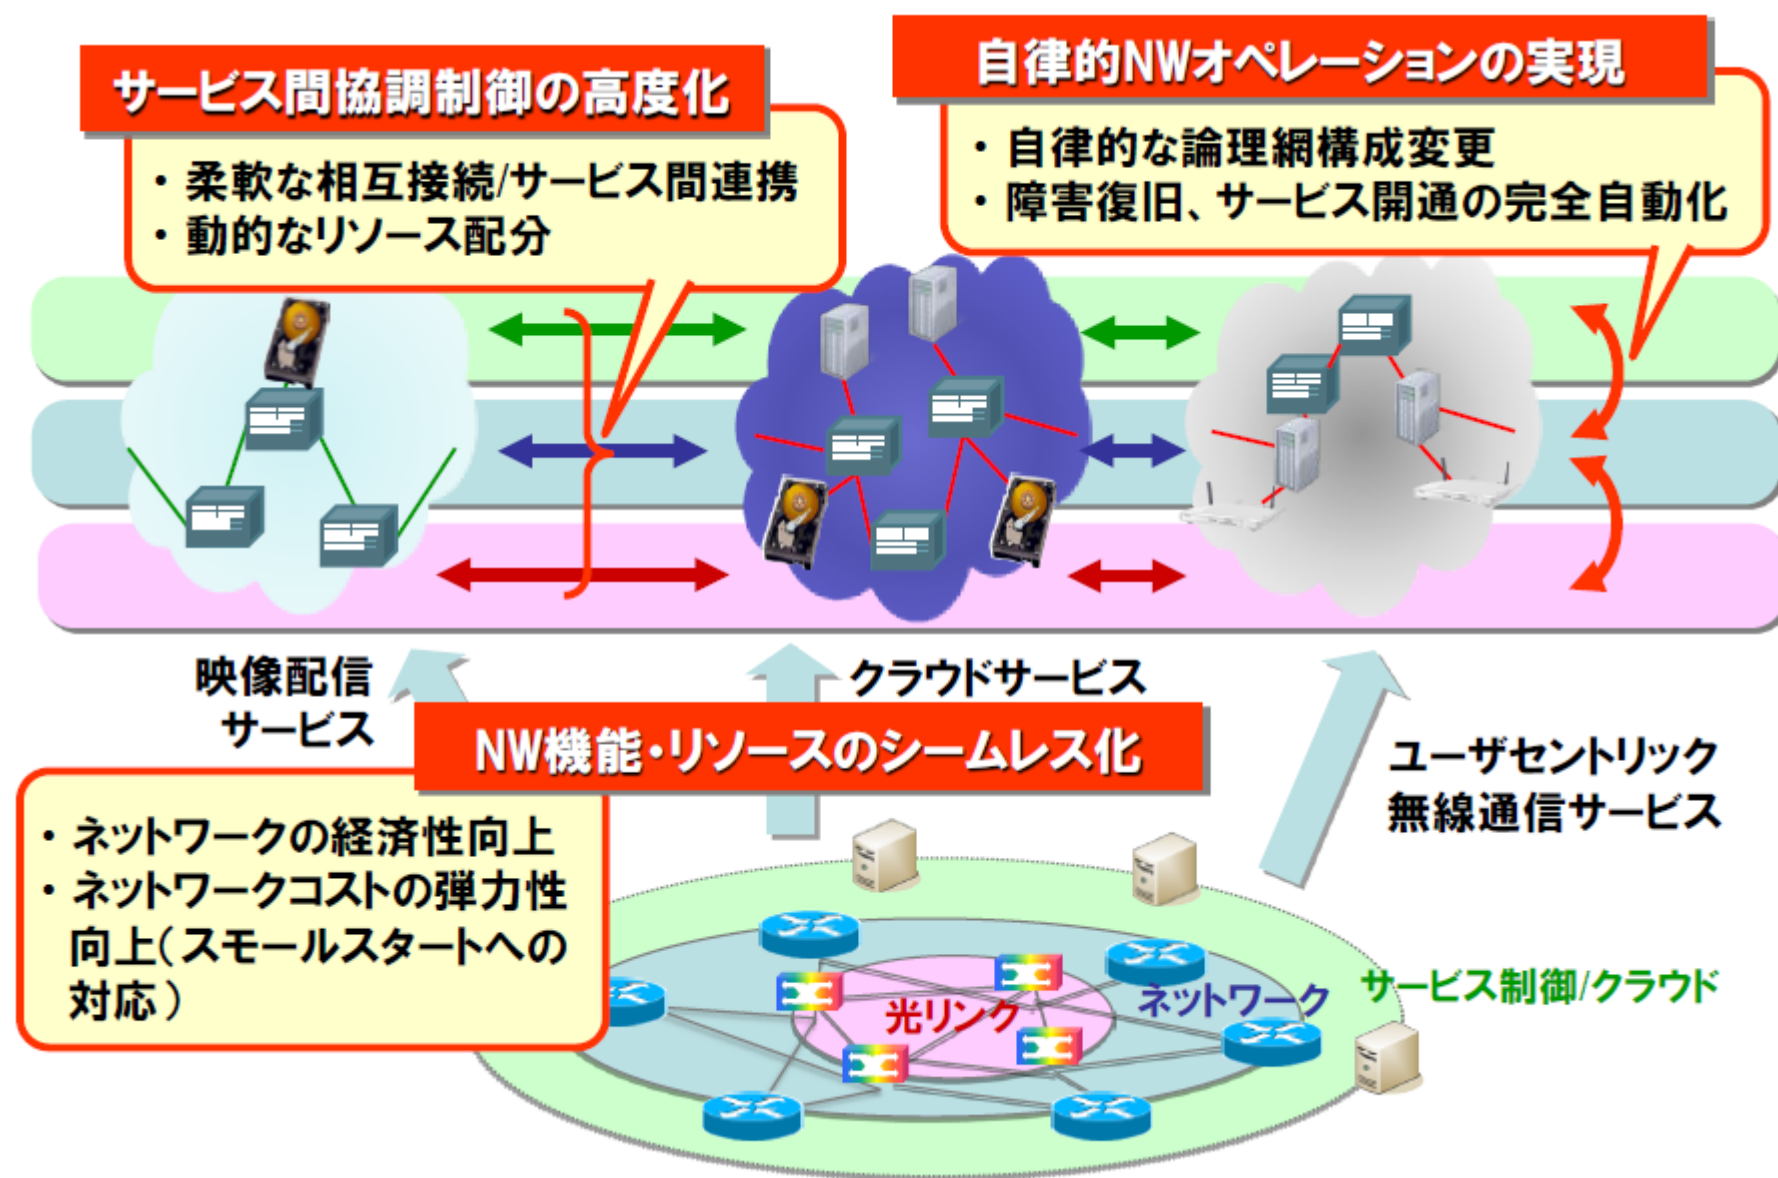 サービス間協調制御の高度化
・柔軟な相互接続/サービス間連携
・動的なリソース配分
自律的NWオペレーションの実現
・自律的な論理網構成変更
・障害復旧、サービス開通の完全自動化
映像配信
サービス
クラウドサービス
ユーザセントリック
無線通信サービス
NW機能・リソースのシームレス化
・ネットワークの経済性向上
・ネットワークコストの弾力性
向上(スモールスタートへの
対応)
光リンク
ネットワーク
サービス制御/クラウド